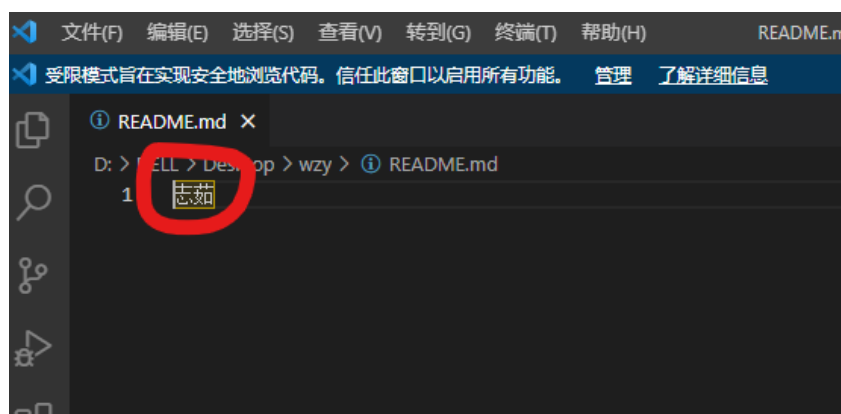 文件(F) 编辑(E) 选择(S) 查看(V) 转到(G) 终端(T) 帮助(H) README.m
受限模式旨在实现安全地浏览代码。信任此窗口以启用所有功能。 管理 了解详细信息
README.md
D: > DELL > Desktop > wzy > README.md
1 志茹